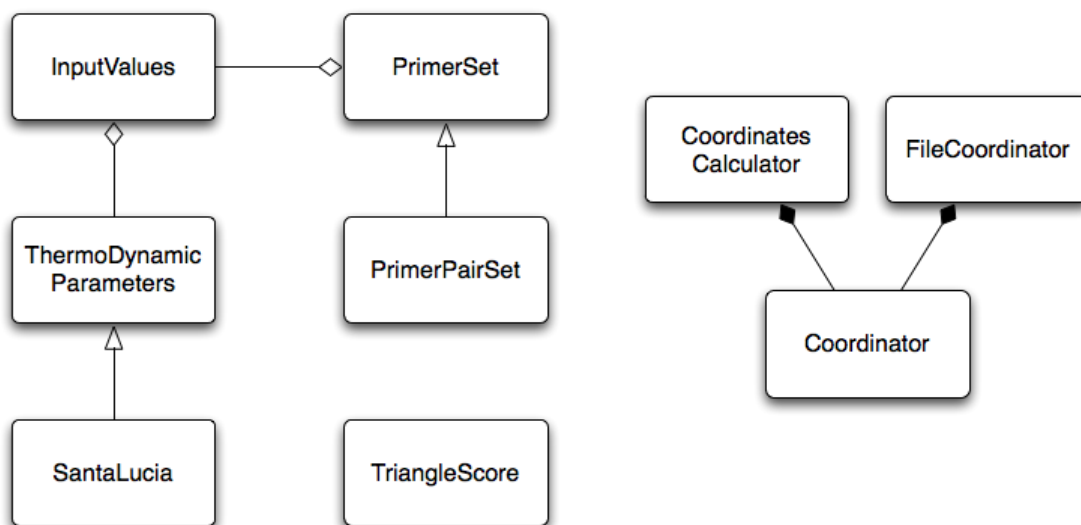 InputValues
PrimerSet
Coordinates
Calculator
FileCoordinator
ThermoDynamic
Parameters
PrimerPairSet
Coordinator
SantaLucia
TriangleScore